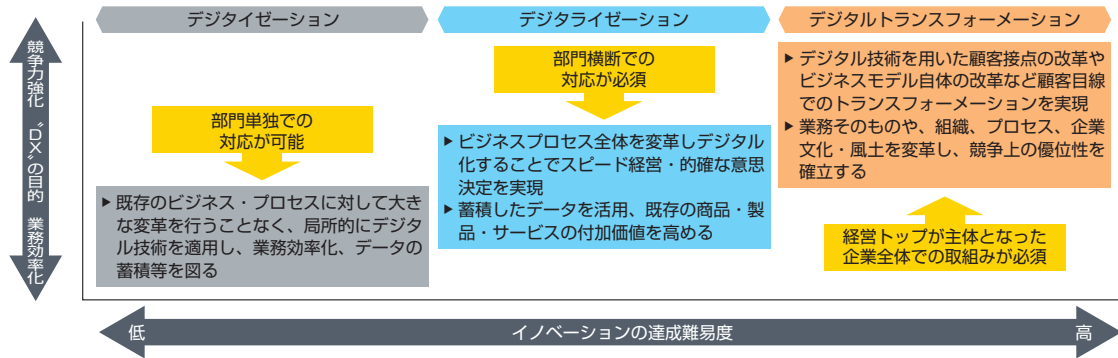 デジタイゼーション
デジタライゼーション
デジタルトランスフォーメーション
競争力強化 “DX”の目的 業務効率化
部門単独での
対応が可能
▶ 既存のビジネス・プロセスに対して大き
な変革を行うことなく、局所的にデジ
タル技術を適用し、業務効率化、データの
蓄積等を図る
部門横断での
対応が必須
▶ ビジネスプロセス全体を変革しデジタル
化することでスピード経営・的確な意思
決定を実現
▶ 蓄積したデータを活用、既存の商品・製
品・サービスの付加価値を高める
▶ デジタル技術を用いた顧客接点の改革や
ビジネスモデル自体の改革など顧客目線
でのトランスフォーメーションを実現
▶ 業務そのものや、組織、プロセス、企業
文化・風土を変革し、競争上の優位性を
確立する
経営トップが主体となった
企業全体での取組みが必須
低 イノベーションの達成難易度 高